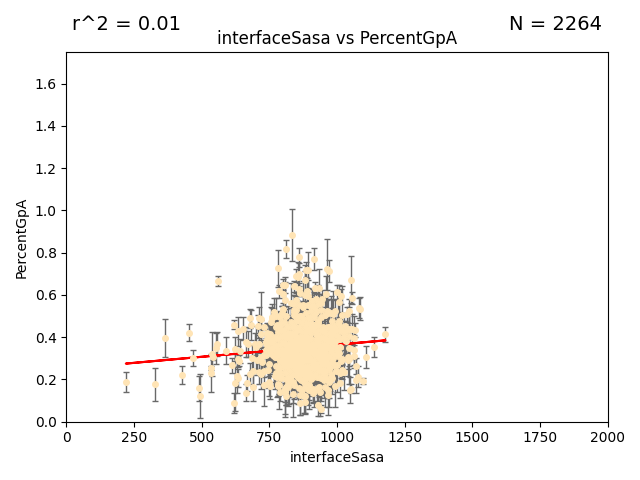 r^2 = 0.01
N = 2264
interfaceSasa vs PercentGpA
PercentGpA
1.6
1.4
1.2
1.0
0.8
0.6
0.4
0.2
0.0
0 250 500 750 1000 1250 1500 1750 2000
interfaceSasa